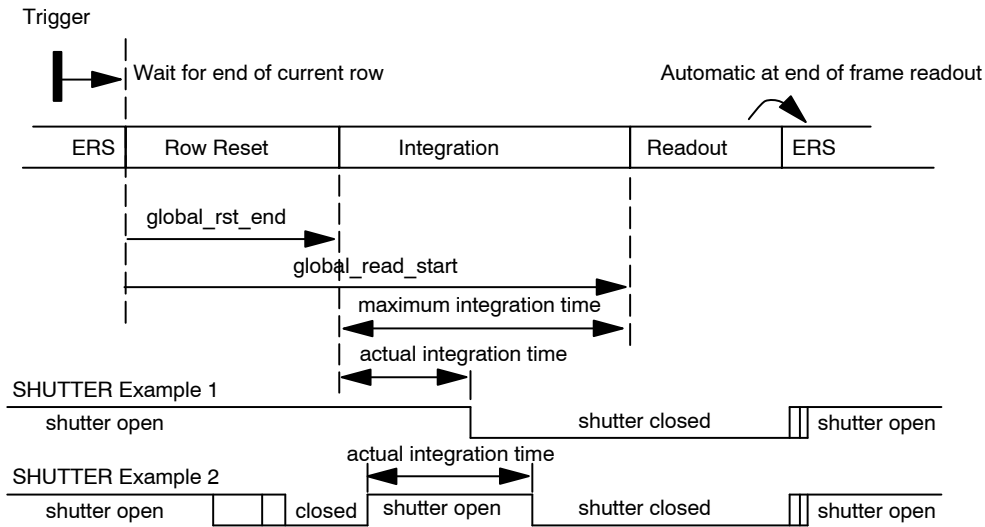 Trigger
Wait for end of current row
Automatic at end of frame readout
ERS Row Reset Integration Readout ERS
global_rst_end
global_read_start
maximum integration time
actual integration time
SHUTTER Example 1
shutter open shutter closed shutter open
actual integration time
SHUTTER Example 2
shutter open closed shutter open shutter closed shutter open